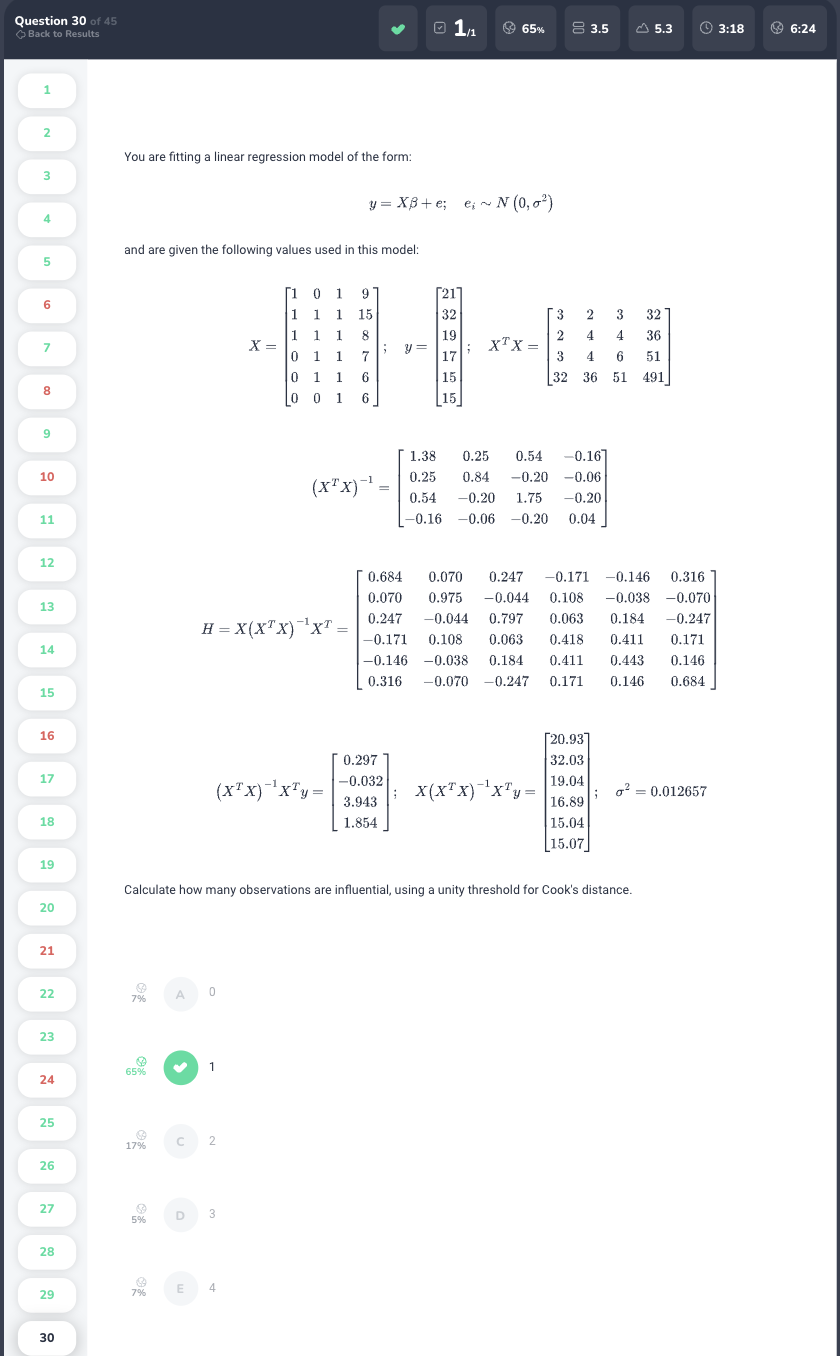 Question 30 of 45
Back to Results
1/1
65%
3.5
5.3
3:18
6:24
1
2
3
4
5
6
7
8
9
10
11
12
13
14
15
16
17
18
19
20
21
22
23
24
25
26
27
28
29
30
You are fitting a linear regression model of the form:
y = Xβ + e; e_i ∼ N (0, σ²)
and are given the following values used in this model:
X = [1 0 1 9
1 1 1 15
1 1 1 8
0 1 1 7
0 1 1 6
0 0 1 6]; y = [21
32
19
17
15
15]; XᵀX = [3 2 3 32
2 4 4 36
3 4 6 51
32 36 51 491]
(XᵀX)⁻¹ = [1.38 0.25 0.54 −0.16
0.25 0.84 −0.20 −0.06
0.54 −0.20 1.75 −0.20
−0.16 −0.06 −0.20 0.04]
H = X(XᵀX)⁻¹Xᵀ = [0.684 0.070 0.247 −0.171 −0.146 0.316
0.070 0.975 −0.044 0.108 −0.038 −0.070
0.247 −0.044 0.797 0.063 0.184 −0.247
−0.171 0.108 0.063 0.418 0.411 0.171
−0.146 −0.038 0.184 0.411 0.443 0.146
0.316 −0.070 −0.247 0.171 0.146 0.684]
(XᵀX)⁻¹Xᵀy = [0.297
−0.032
3.943
1.854]; X(XᵀX)⁻¹Xᵀy = [20.93
32.03
19.04
16.89
15.04
15.07]; σ² = 0.012657
Calculate how many observations are influential, using a unity threshold for Cook's distance.
7% A 0
65% 1
17% C 2
5% D 3
7% E 4